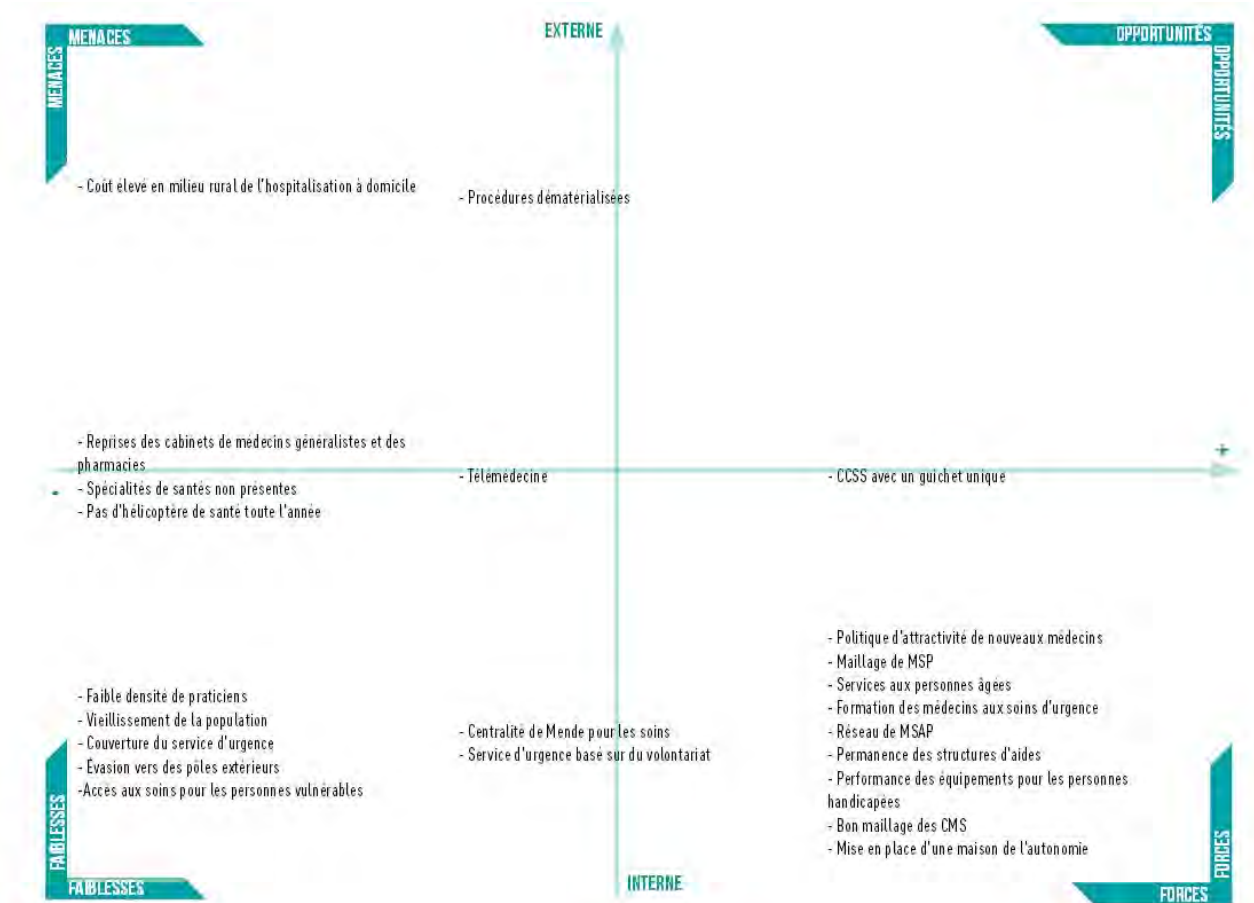 MENACES
MENACES
EXTERNE
OPPORTUNITÉS
OPPORTUNITÉS
- Coût élevé en milieu rural de l'hospitalisation à domicile
- Procédures dématérialisées
- Reprises des cabinets de médecins généralistes et des
pharmacies
- Spécialités de santés non présentes
- Pas d'hélicoptère de santé toute l'année
- Télémédecine
- CCSS avec un guichet unique
+
-
- Faible densité de praticiens
- Vieillissement de la population
- Couverture du service d'urgence
- Évasion vers des pôles extérieurs
-Accès aux soins pour les personnes vulnérables
- Centralité de Mende pour les soins
- Service d'urgence basé sur du volontariat
- Politique d'attractivité de nouveaux médecins
- Maillage de MSP
- Services aux personnes âgées
- Formation des médecins aux soins d'urgence
- Réseau de MSAP
- Permanence des structures d'aides
- Performance des équipements pour les personnes
handicapées
- Bon maillage des CMS
- Mise en place d'une maison de l'autonomie
FAIBLESSES
FAIBLESSES
INTERNE
FORCES
FORCES